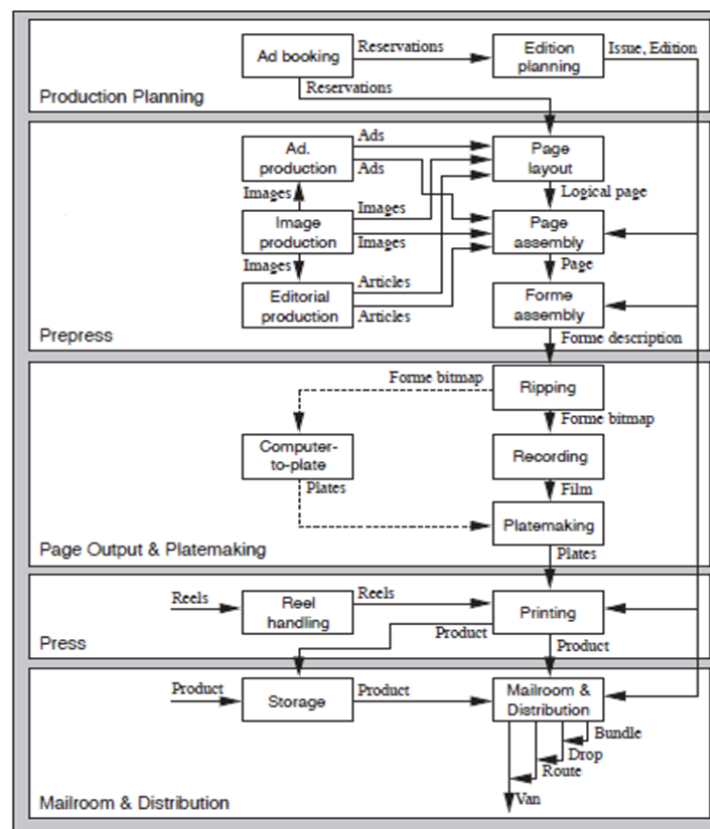 Ad booking
Reservations
Edition
planning
Issue, Edition
Reservations
Production Planning
Ad.
production
Ads
Ads
Page
layout
Images
Logical page
Image
production
Images
Images
Page
assembly
Images
Page
Editorial
production
Articles
Articles
Forme
assembly
Prepress
Forme description
Forme bitmap
Ripping
Forme bitmap
Computer-
to-plate
Recording
Plates
Film
Platemaking
Page Output & Platemaking
Plates
Reels
Reel
handling
Reels
Printing
Product
Product
Press
Product
Storage
Product
Mailroom &
Distribution
Bundle
Drop
Route
Van
Mailroom & Distribution